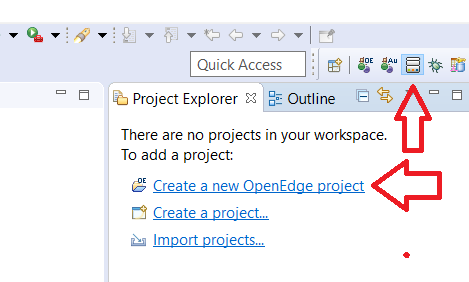 Quick Access
Project Explorer Outline
There are no projects in your workspace.
To add a project:
Create a new OpenEdge project
Create a project...
Import projects...